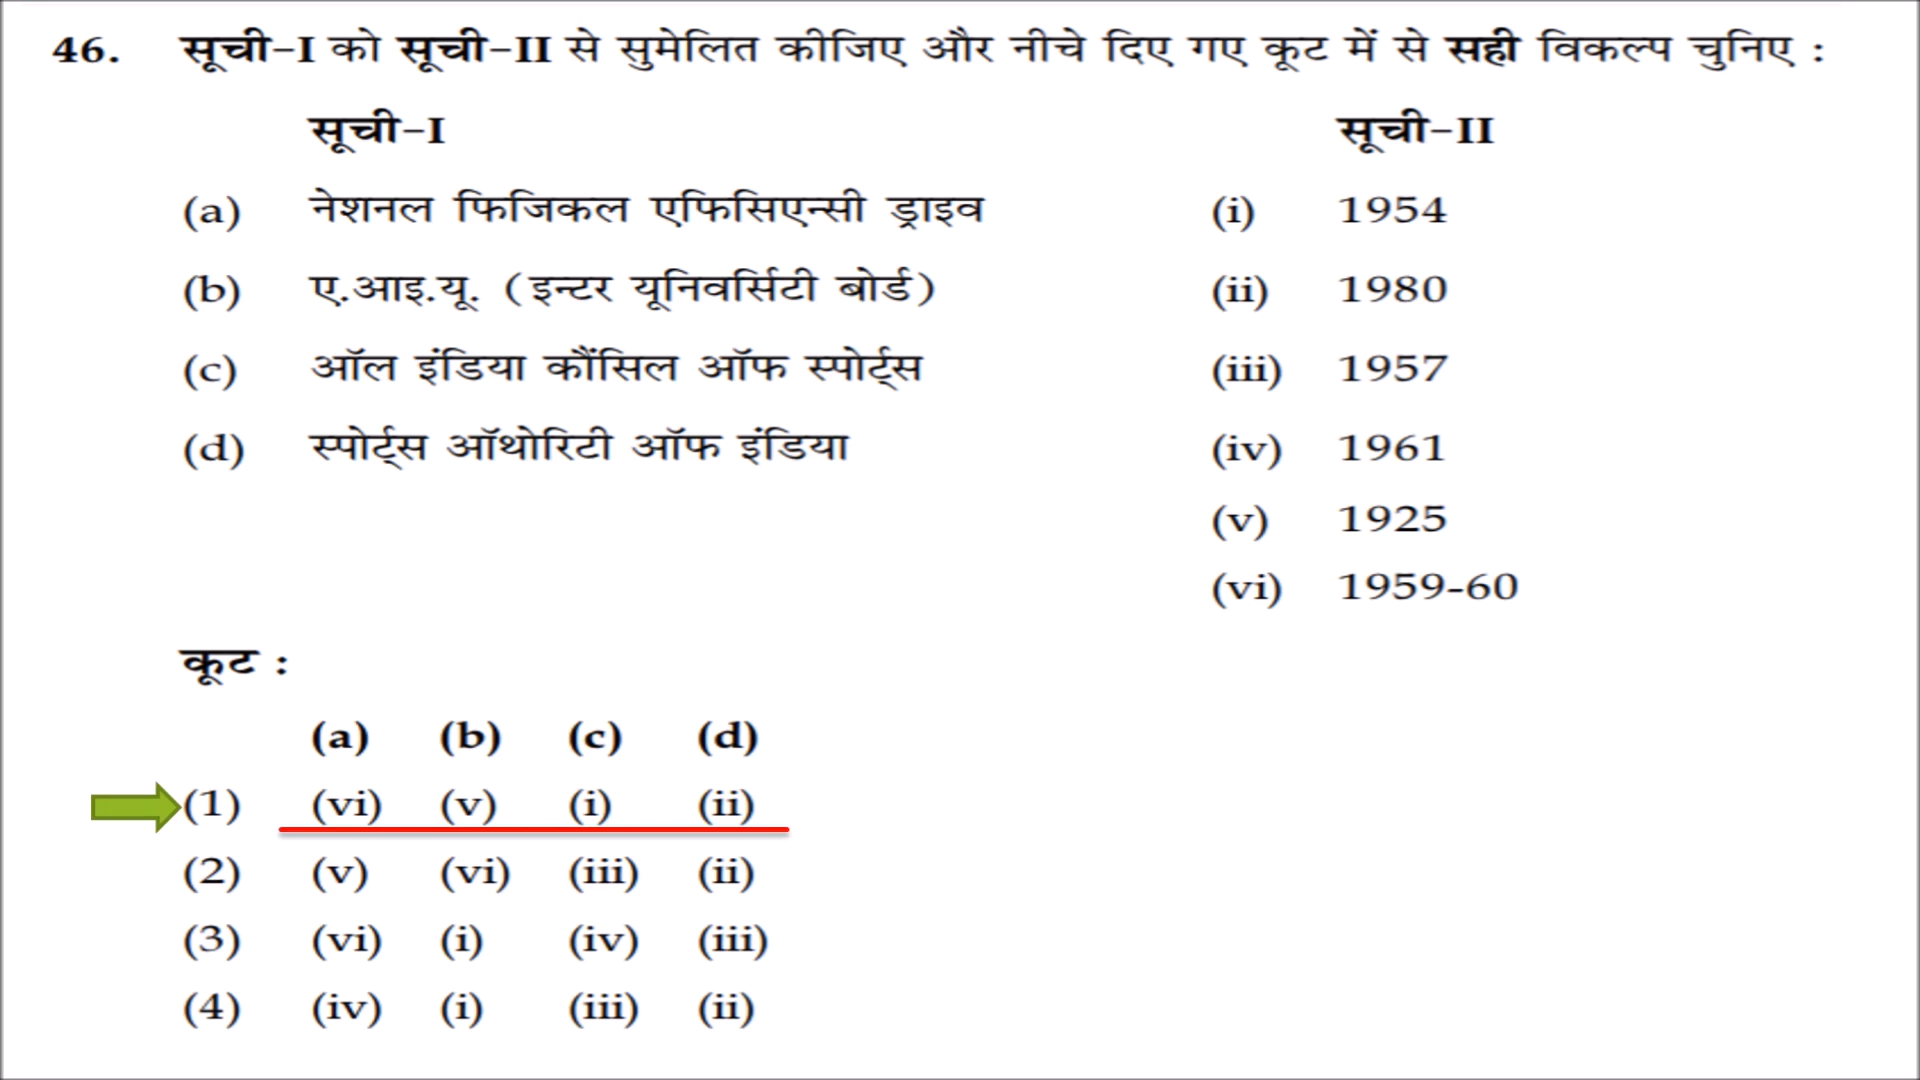 46. सूची-I को सूची-II से सुमेलित कीजिए और नीचे दिए गए कूट में से सही विकल्प चुनिए :
सूची-I सूची-II
(a) नेशनल फिजिकल एफिसिएन्सी ड्राइव (i) 1954
(b) ए.आइ.यू. (इन्टर यूनिवर्सिटी बोर्ड) (ii) 1980
(c) ऑल इंडिया कौंसिल ऑफ स्पोर्ट्स (iii) 1957
(d) स्पोर्ट्स ऑथोरिटी ऑफ इंडिया (iv) 1961
(v) 1925
(vi) 1959-60
कूट :
(a) (b) (c) (d)
(1) (vi) (v) (i) (ii)
(2) (v) (vi) (iii) (ii)
(3) (vi) (i) (iv) (iii)
(4) (iv) (i) (iii) (ii)